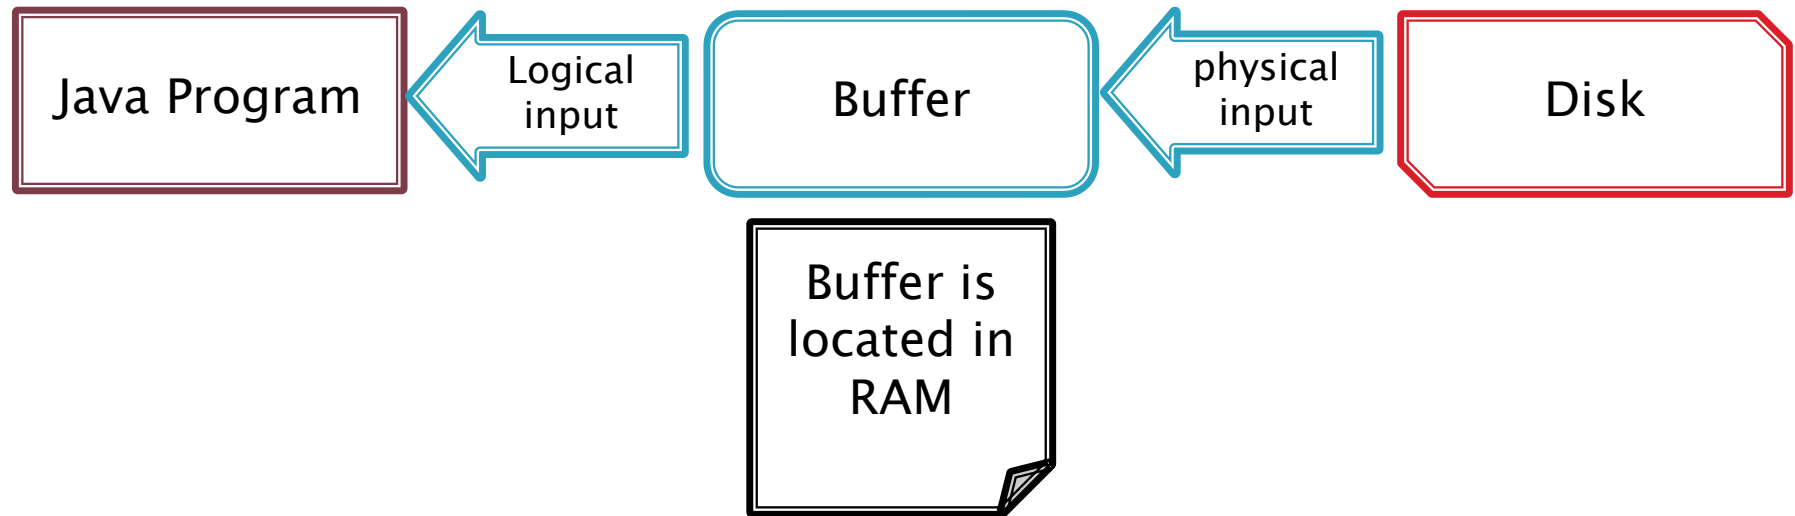 Java Program
Logical
input
Buffer
physical
input
Disk
Buffer is
located in
RAM